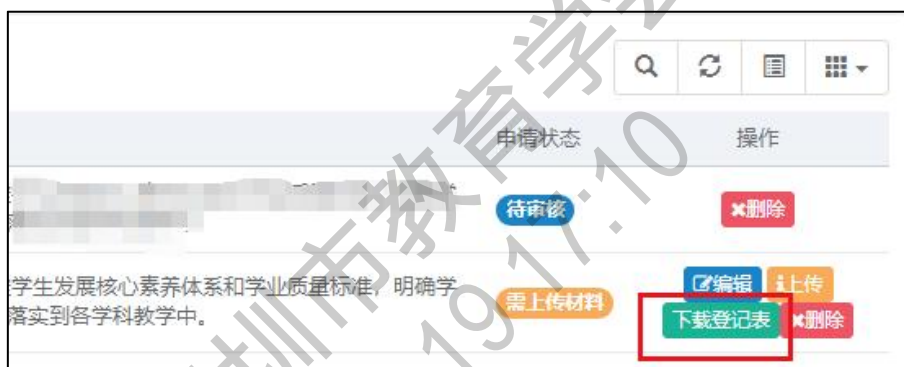 申请状态 操作
待审核 删除
学生发展核心素养体系和学业质量标准，明确学
编辑 上传
需上传材料
落实到各学科教学中。
下载登记表 删除
圳市教育学会
19 17:10